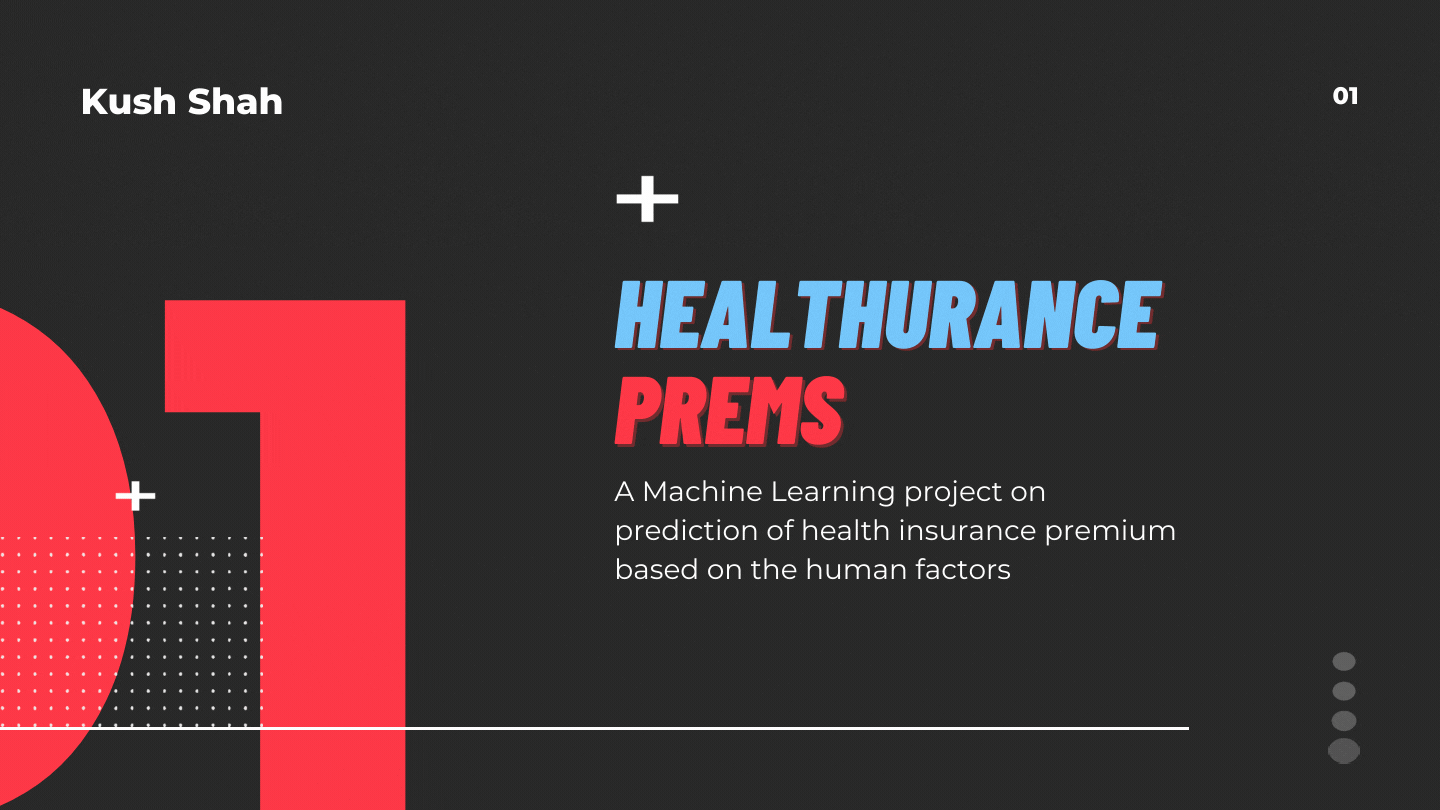 Kush Shah
01
HEALTHURANCE
PREMS
A Machine Learning project on
prediction of health insurance premium
based on the human factors
01